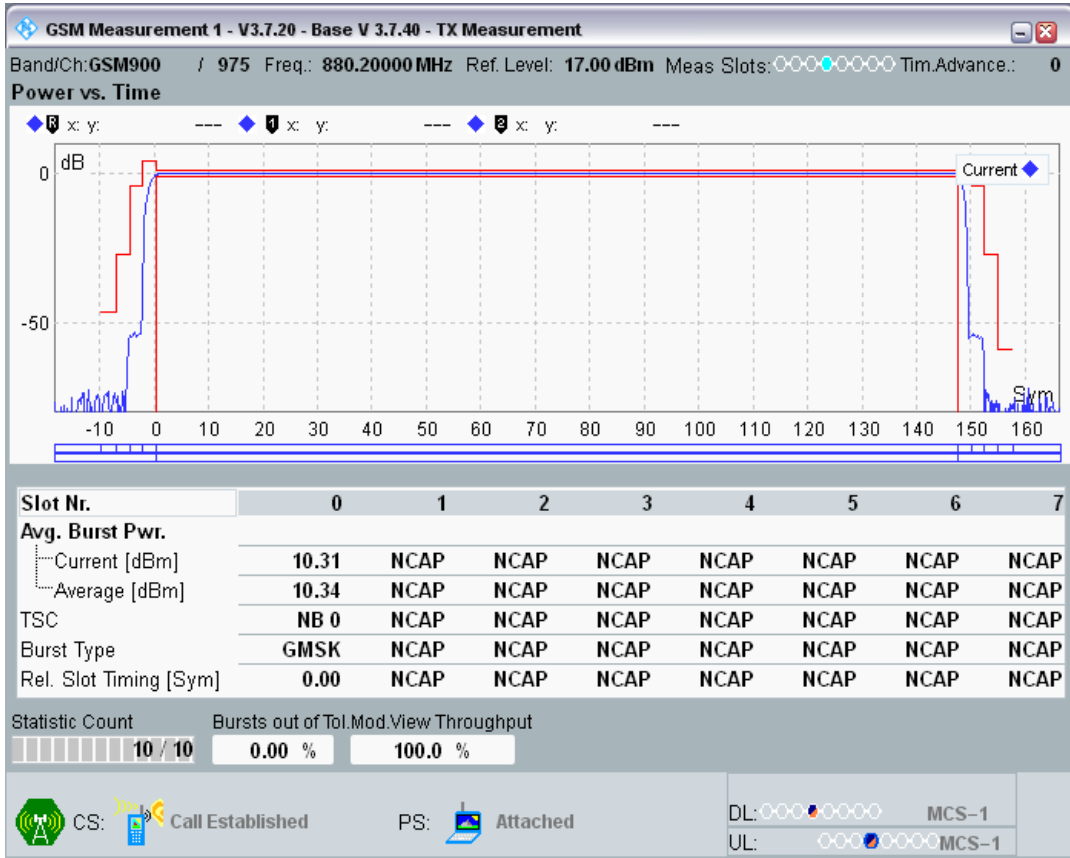 GSM Measurement 1 - V3.7.20 - Base V 3.7.40 - TX Measurement
Band/Ch:GSM900 / 975 Freq.: 880.20000 MHz Ref. Level: 17.00 dBm Meas Slots: Tim.Advance.: 0
Power vs. Time
R x: y: --- 1 x: y: --- 2 x: y: ---
dB
Current
0
-50
Sym
-10 0 10 20 30 40 50 60 70 80 90 100 110 120 130 140 150 160
Slot Nr. 0 1 2 3 4 5 6 7
Avg. Burst Pwr.
Current [dBm] 10.31 NCAP NCAP NCAP NCAP NCAP NCAP NCAP
Average [dBm] 10.34 NCAP NCAP NCAP NCAP NCAP NCAP NCAP
TSC NB 0 NCAP NCAP NCAP NCAP NCAP NCAP NCAP
Burst Type GMSK NCAP NCAP NCAP NCAP NCAP NCAP NCAP
Rel. Slot Timing [Sym] 0.00 NCAP NCAP NCAP NCAP NCAP NCAP NCAP
Statistic Count Bursts out of Tol.Mod.View Throughput
10 / 10 0.00 % 100.0 %
CS: Call Established PS: Attached
DL: MCS-1
UL: MCS-1